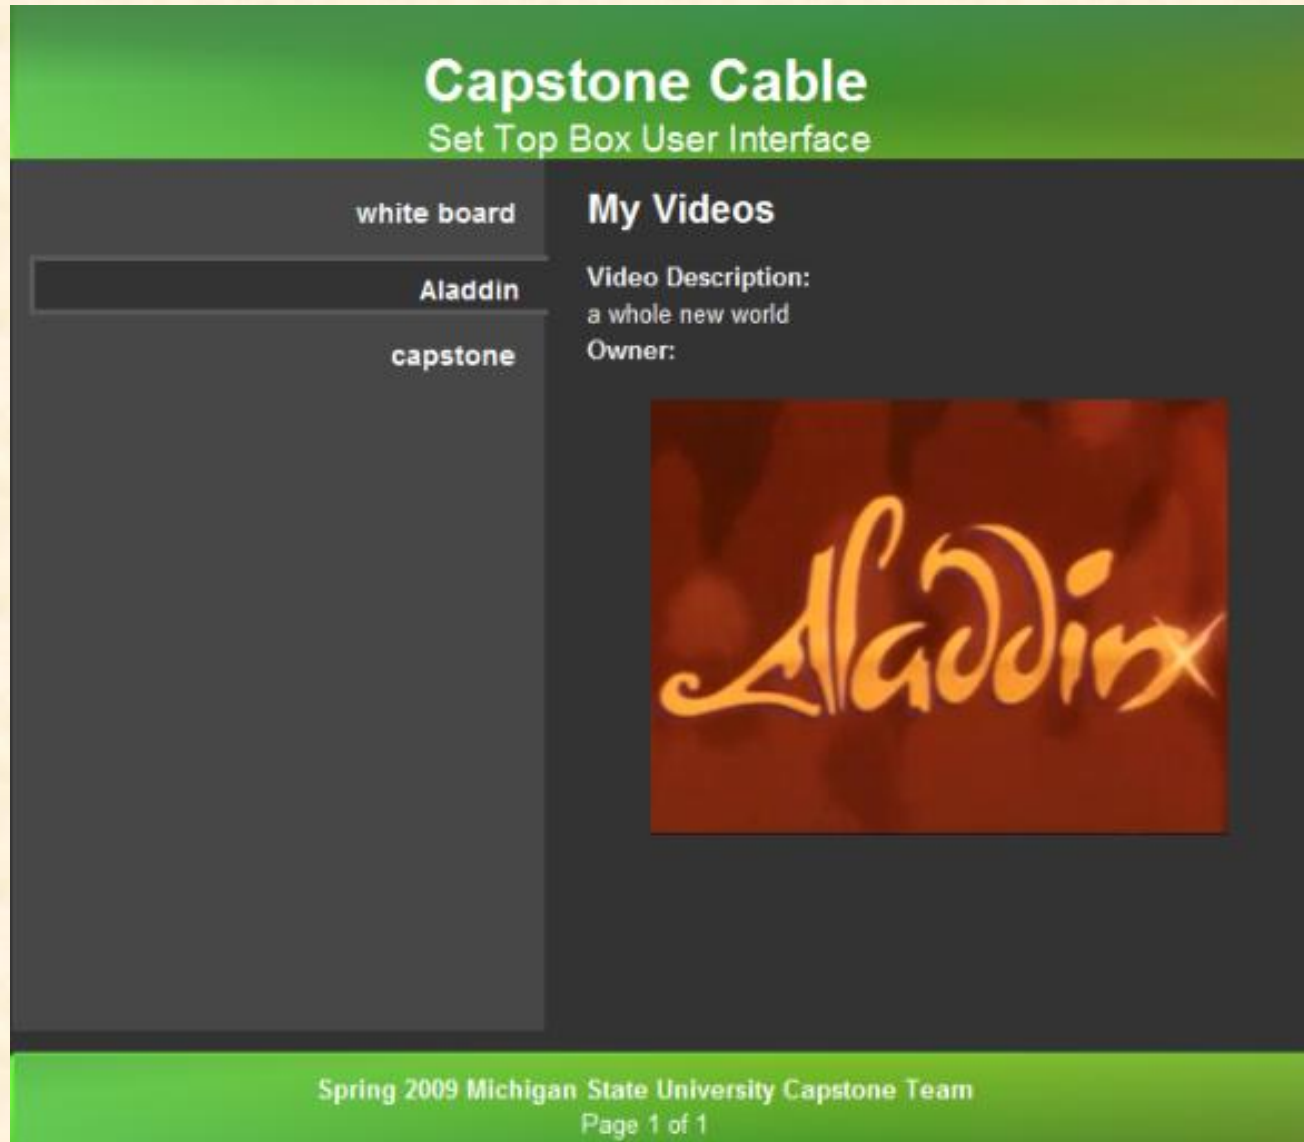 Capstone Cable
Set Top Box User Interface
white board
Aladdin
capstone
My Videos
Video Description:
a whole new world
Owner:
Aladdin
Spring 2009 Michigan State University Capstone Team
Page 1 of 1